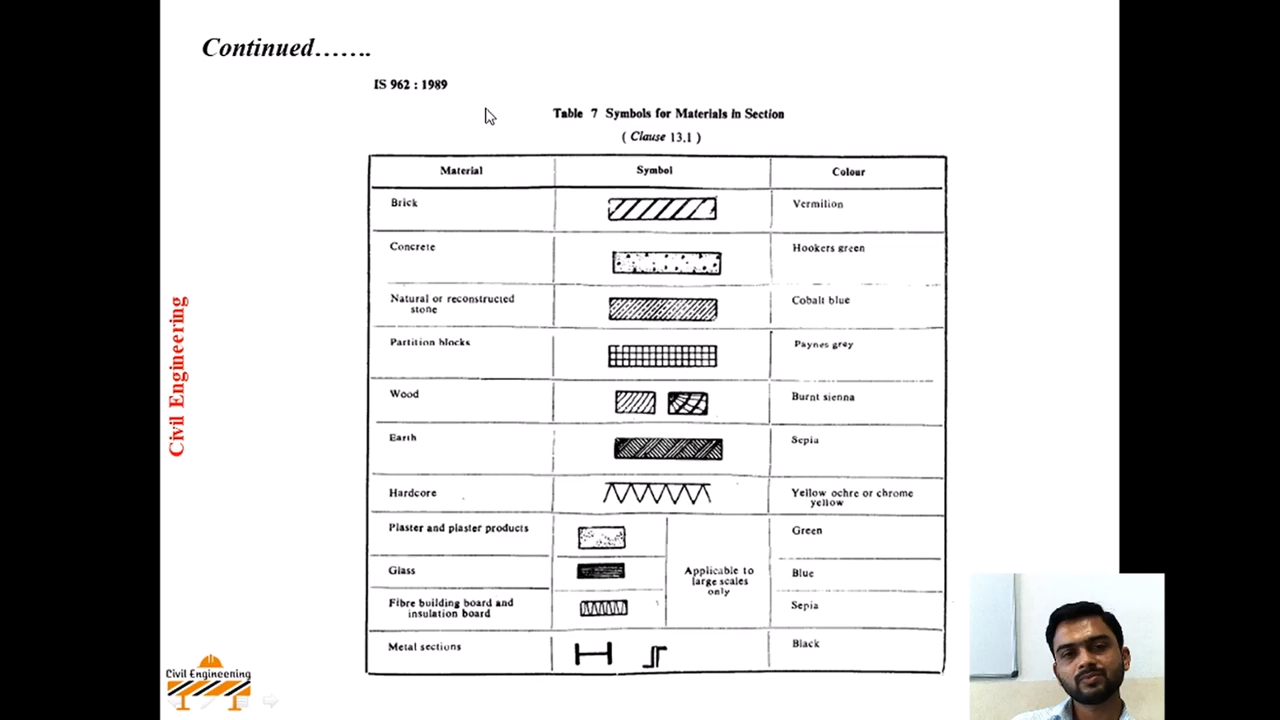 Continued.......
IS 962 : 1989
Table 7 Symbols for Materials in Section
( Clause 13.1 )
Material Symbol Colour
Brick Vermilion
Concrete Hookers green
Natural or reconstructed
stone
Cobalt blue
Partition blocks Paynes grey
Wood Burnt sienna
Earth Sepia
Hardcore Yellow ochre or chrome
yellow
Plaster and plaster products Green
Glass Blue
Fibre building board and
insulation board
Sepia
Applicable to
large scales
only
Metal sections Black
Civil Engineering
Civil Engineering